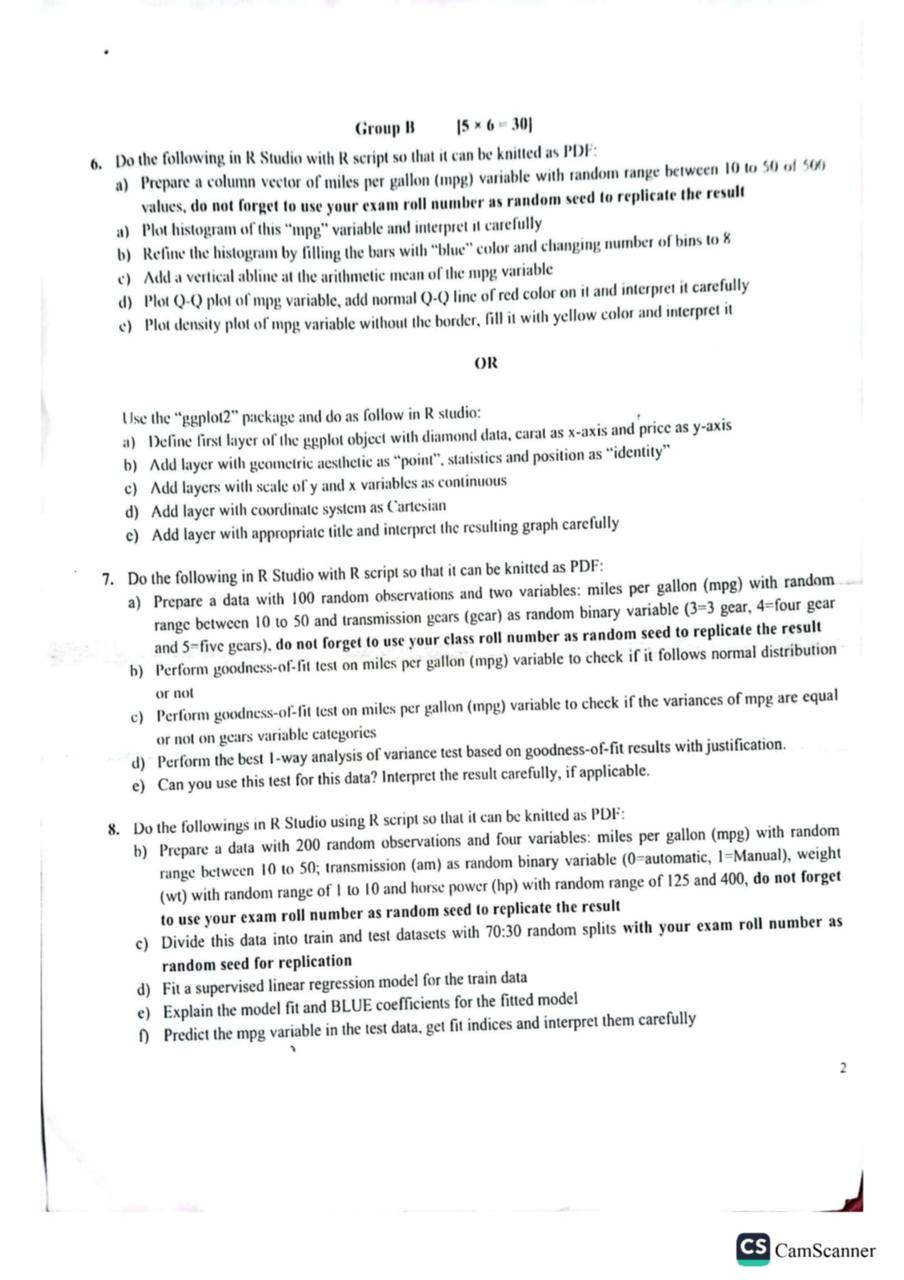 Group B [5 × 6 = 30]
6. Do the following in R Studio with R script so that it can be knitted as PDF:
a) Prepare a column vector of miles per gallon (mpg) variable with random range between 10 to 50 of 500
values, do not forget to use your exam roll number as random seed to replicate the result
a) Plot histogram of this "mpg" variable and interpret it carefully
b) Refine the histogram by filling the bars with "blue" color and changing number of bins to 8
c) Add a vertical abline at the arithmetic mean of the mpg variable
d) Plot Q-Q plot of mpg variable, add normal Q-Q line of red color on it and interpret it carefully
e) Plot density plot of mpg variable without the border, fill it with yellow color and interpret it
OR
Use the "ggplot2" package and do as follow in R studio:
a) Define first layer of the ggplot object with diamond data, carat as x-axis and price as y-axis
b) Add layer with geometric aesthetic as "point", statistics and position as "identity"
c) Add layers with scale of y and x variables as continuous
d) Add layer with coordinate system as Cartesian
e) Add layer with appropriate title and interpret the resulting graph carefully
7. Do the following in R Studio with R script so that it can be knitted as PDF:
a) Prepare a data with 100 random observations and two variables: miles per gallon (mpg) with random
range between 10 to 50 and transmission gears (gear) as random binary variable (3=3 gear, 4=four gear
and 5=five gears), do not forget to use your class roll number as random seed to replicate the result
b) Perform goodness-of-fit test on miles per gallon (mpg) variable to check if it follows normal distribution
or not
c) Perform goodness-of-fit test on miles per gallon (mpg) variable to check if the variances of mpg are equal
or not on gears variable categories
d) Perform the best 1-way analysis of variance test based on goodness-of-fit results with justification.
e) Can you use this test for this data? Interpret the result carefully, if applicable.
8. Do the followings in R Studio using R script so that it can be knitted as PDF:
b) Prepare a data with 200 random observations and four variables: miles per gallon (mpg) with random
range between 10 to 50; transmission (am) as random binary variable (0=automatic, 1=Manual), weight
(wt) with random range of 1 to 10 and horse power (hp) with random range of 125 and 400, do not forget
to use your exam roll number as random seed to replicate the result
c) Divide this data into train and test datasets with 70:30 random splits with your exam roll number as
random seed for replication
d) Fit a supervised linear regression model for the train data
e) Explain the model fit and BLUE coefficients for the fitted model
f) Predict the mpg variable in the test data, get fit indices and interpret them carefully
2
CS CamScanner